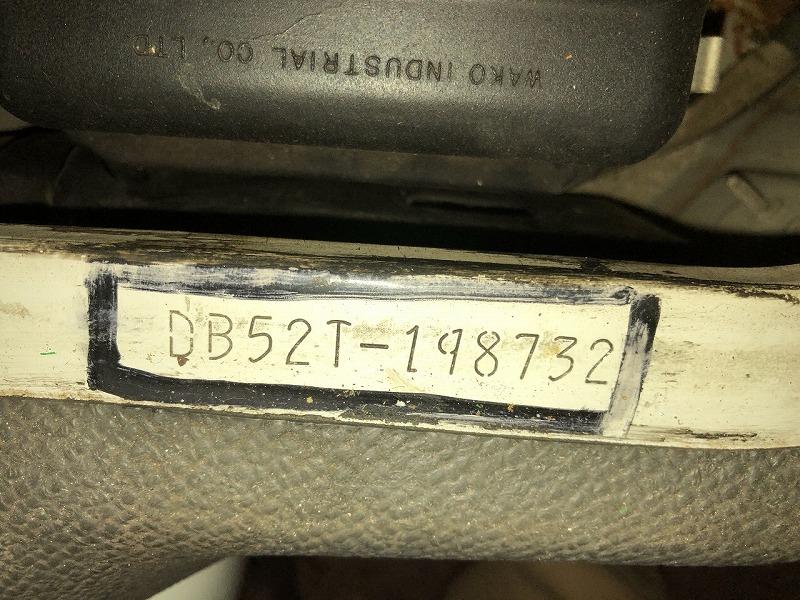 WAKO INDUSTRIAL CO., LTD
DB52T-198732